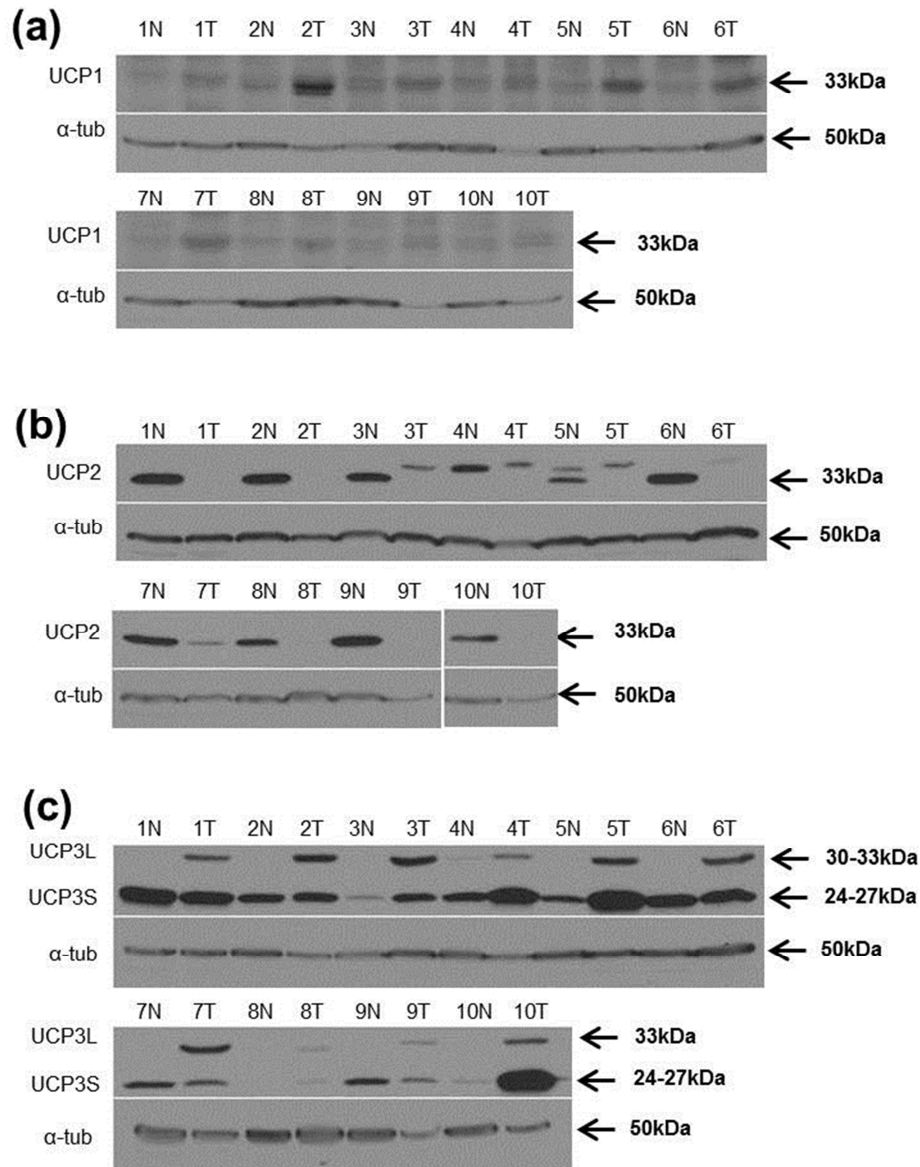 (a)
1N 1T 2N 2T 3N 3T 4N 4T 5N 5T 6N 6T
UCP1 33kDa
α-tub 50kDa
7N 7T 8N 8T 9N 9T 10N 10T
UCP1 33kDa
α-tub 50kDa
(b)
1N 1T 2N 2T 3N 3T 4N 4T 5N 5T 6N 6T
UCP2 33kDa
α-tub 50kDa
7N 7T 8N 8T 9N 9T 10N 10T
UCP2 33kDa
α-tub 50kDa
(c)
1N 1T 2N 2T 3N 3T 4N 4T 5N 5T 6N 6T
UCP3L 30-33kDa
UCP3S 24-27kDa
α-tub 50kDa
7N 7T 8N 8T 9N 9T 10N 10T
UCP3L 33kDa
UCP3S 24-27kDa
α-tub 50kDa